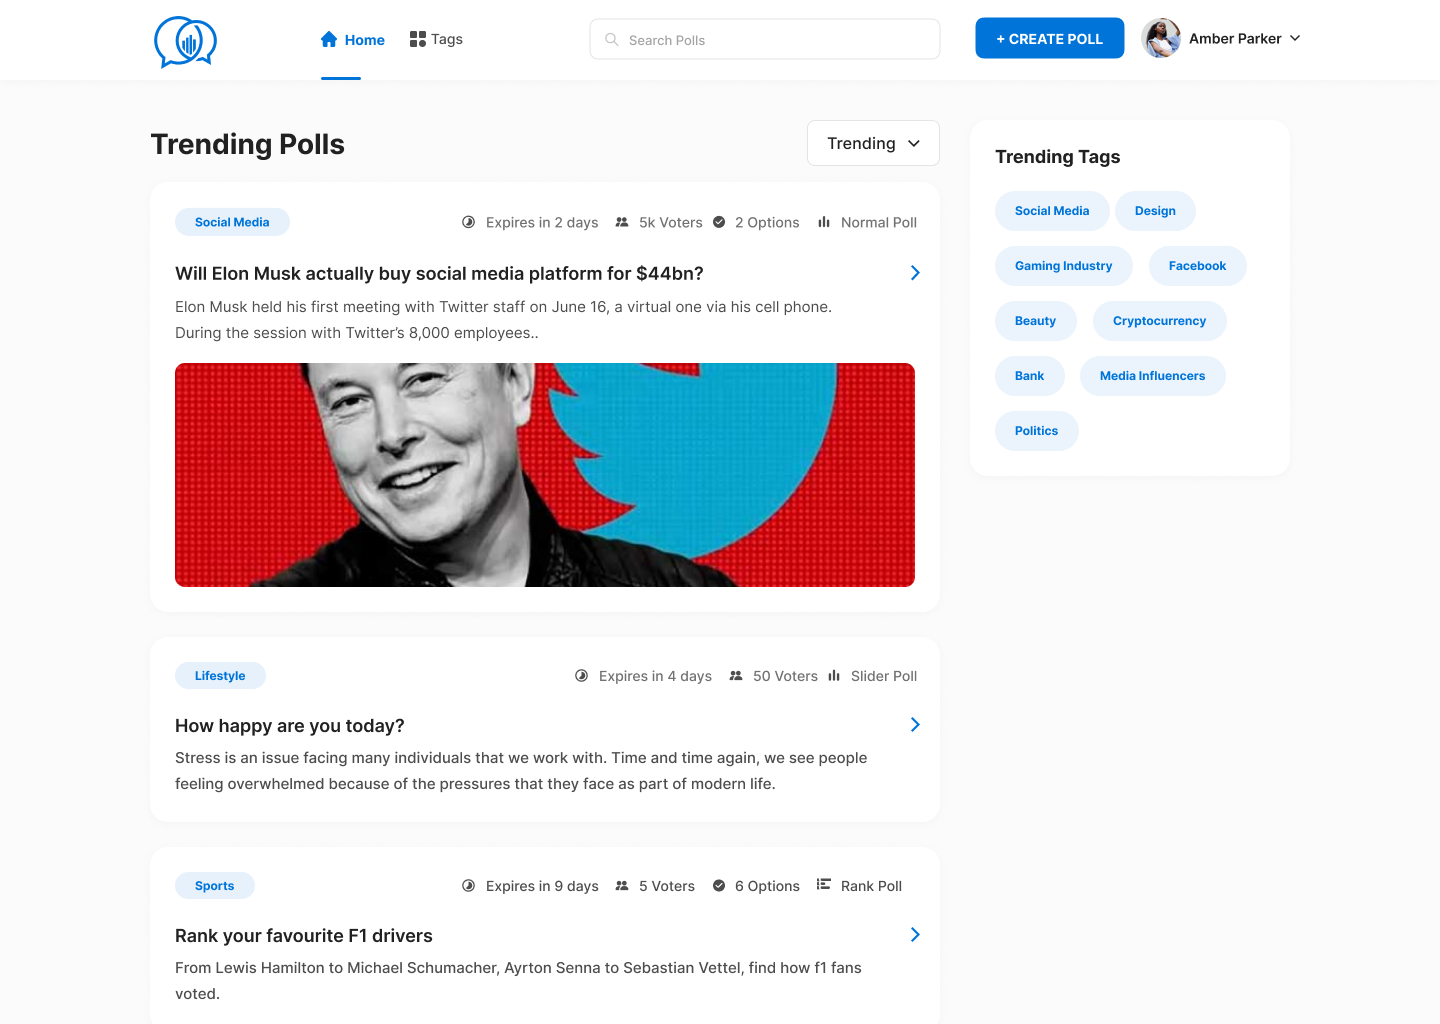 Home
Tags
Search Polls
+ CREATE POLL
Amber Parker
Trending Polls
Trending
Social Media
Expires in 2 days
5k Voters
2 Options
Normal Poll
Will Elon Musk actually buy social media platform for $44bn?
Elon Musk held his first meeting with Twitter staff on June 16, a virtual one via his cell phone.
During the session with Twitter’s 8,000 employees..
Lifestyle
Expires in 4 days
50 Voters
Slider Poll
How happy are you today?
Stress is an issue facing many individuals that we work with. Time and time again, we see people
feeling overwhelmed because of the pressures that they face as part of modern life.
Sports
Expires in 9 days
5 Voters
6 Options
Rank Poll
Rank your favourite F1 drivers
From Lewis Hamilton to Michael Schumacher, Ayrton Senna to Sebastian Vettel, find how f1 fans
voted.
Trending Tags
Social Media
Design
Gaming Industry
Facebook
Beauty
Cryptocurrency
Bank
Media Influencers
Politics